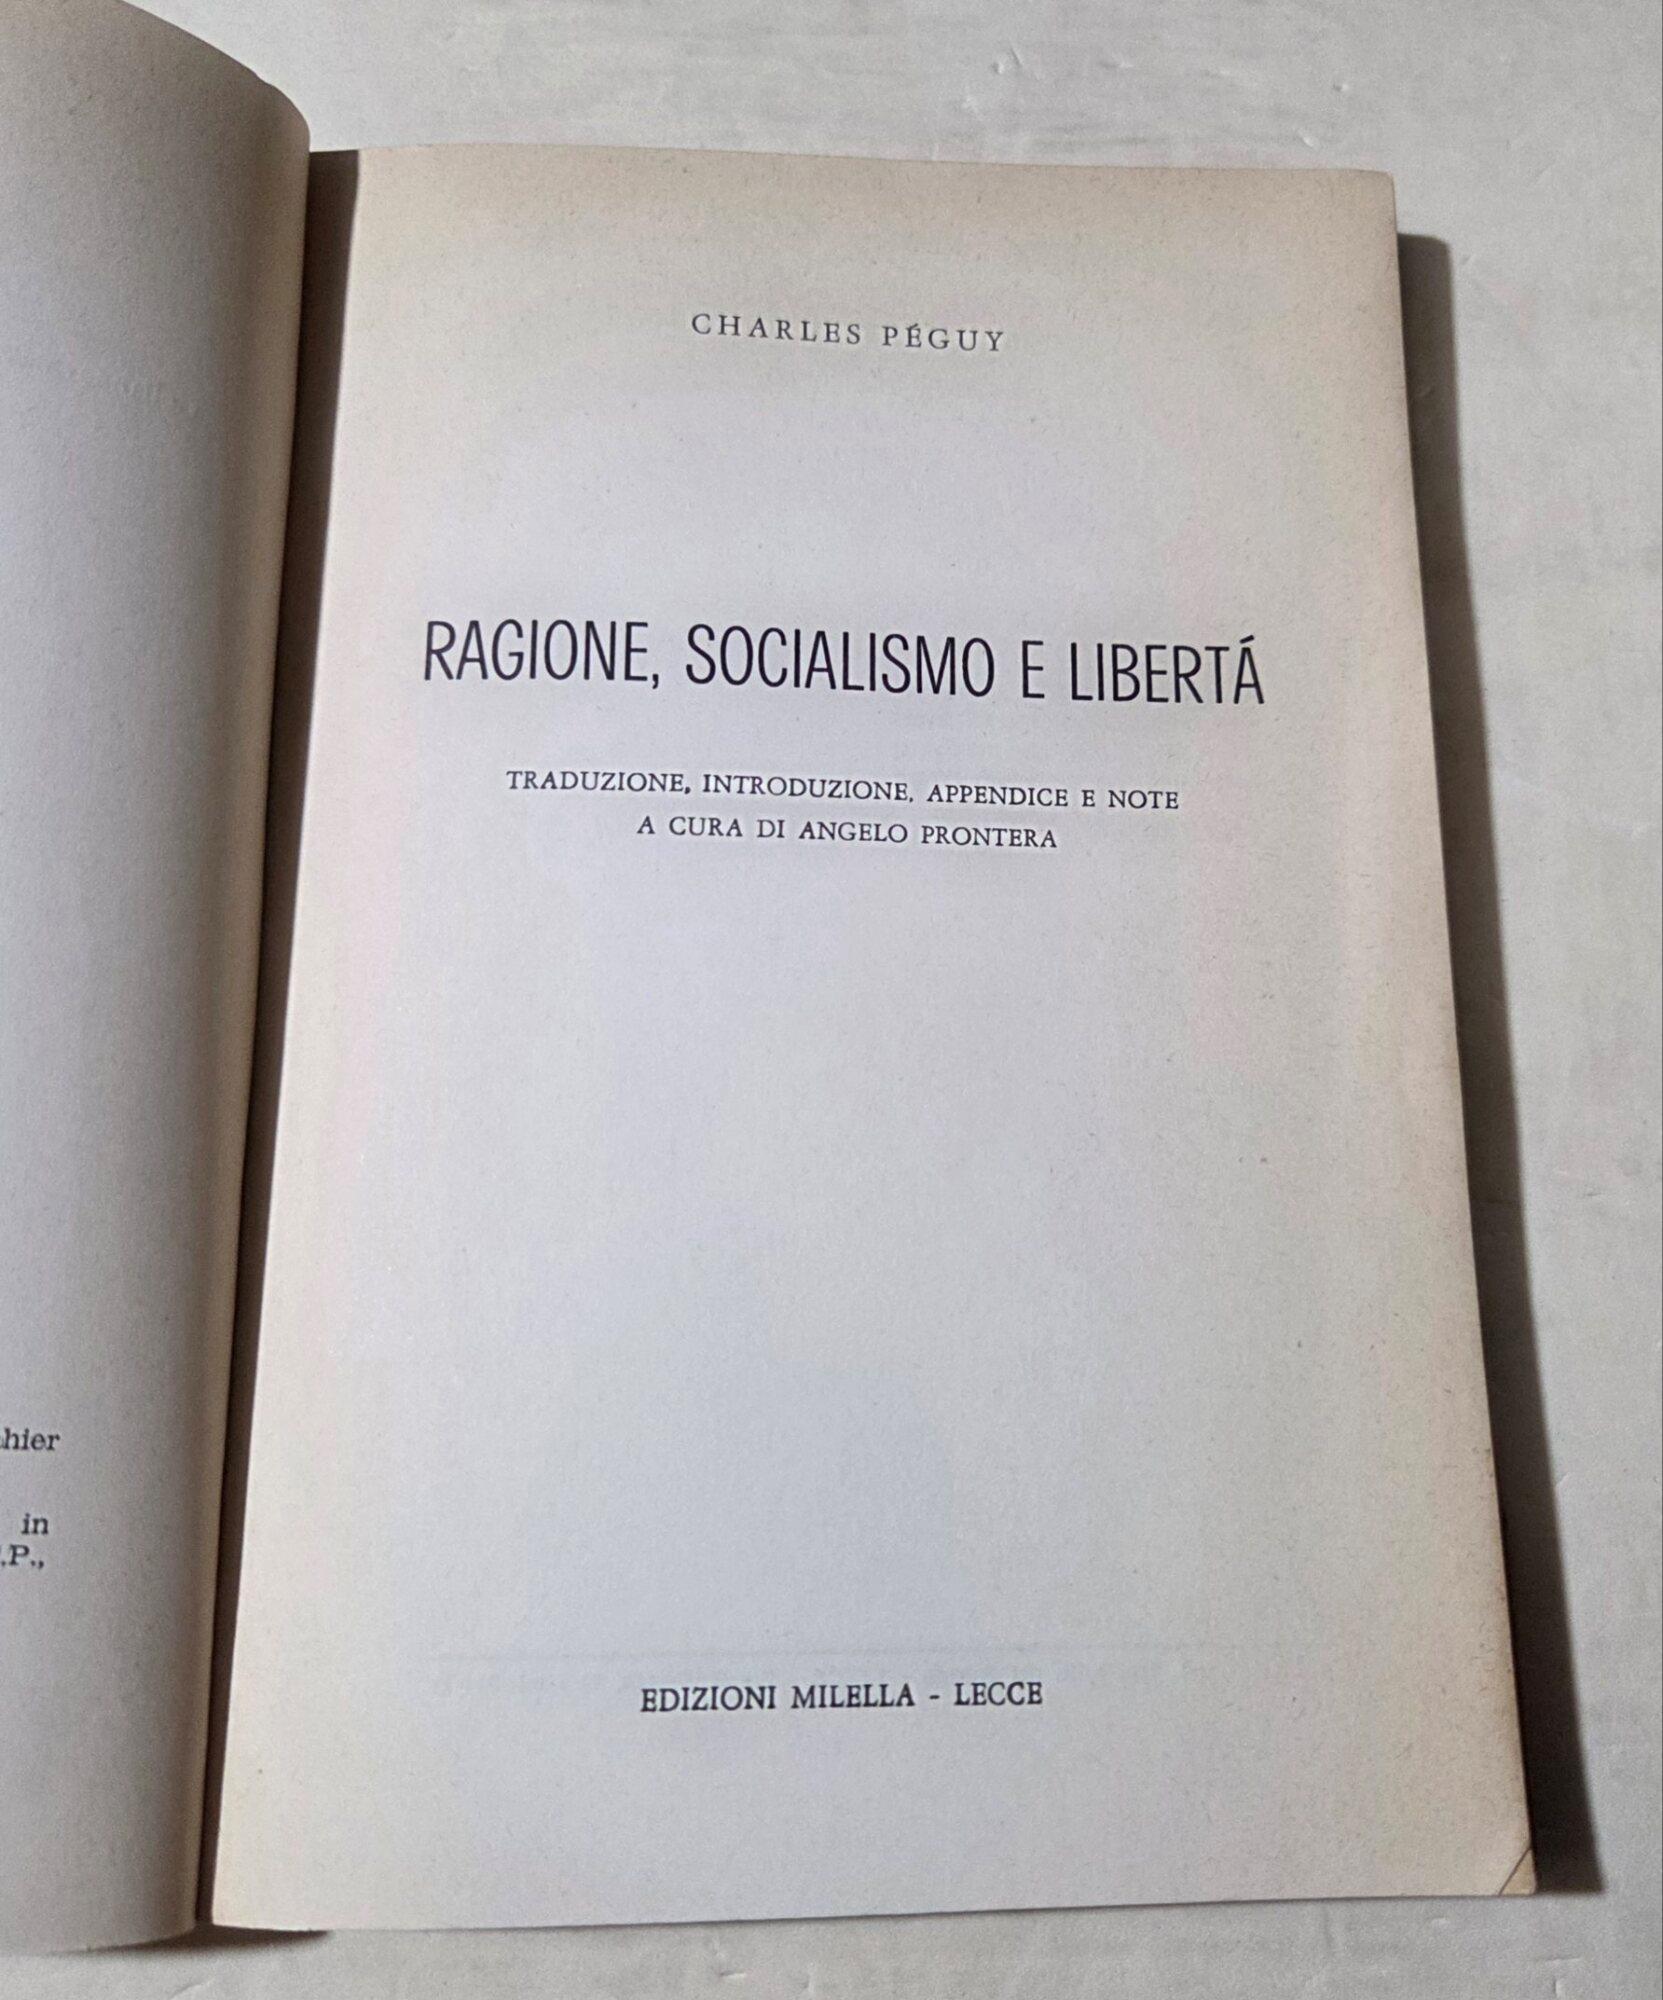 CHARLES PÉGUY
RAGIONE, SOCIALISMO E LIBERTÁ
TRADUZIONE, INTRODUZIONE, APPENDICE E NOTE
A CURA DI ANGELO PRONTERA
EDIZIONI MILELLA - LECCE
hier
in
.P.,